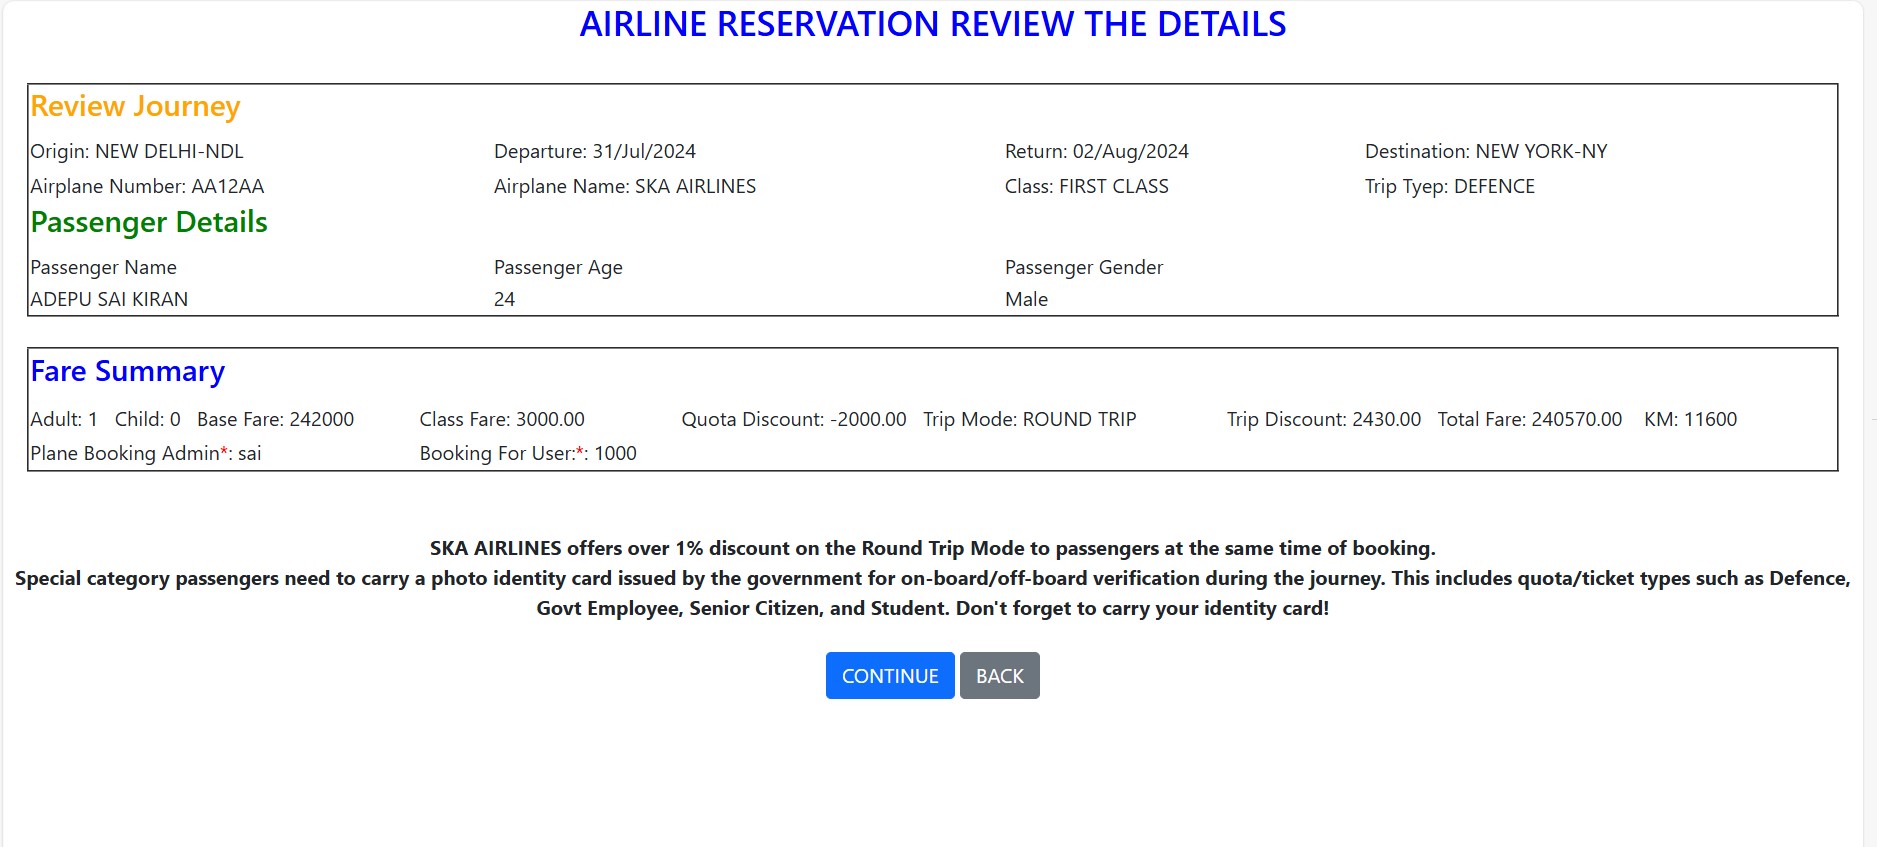 AIRLINE RESERVATION REVIEW THE DETAILS
Review Journey
Origin: NEW DELHI-NDL Departure: 31/Jul/2024 Return: 02/Aug/2024 Destination: NEW YORK-NY
Airplane Number: AA12AA Airplane Name: SKA AIRLINES Class: FIRST CLASS Trip Tyep: DEFENCE
Passenger Details
Passenger Name Passenger Age Passenger Gender
ADEPU SAI KIRAN 24 Male
Fare Summary
Adult: 1 Child: 0 Base Fare: 242000 Class Fare: 3000.00 Quota Discount: -2000.00 Trip Mode: ROUND TRIP Trip Discount: 2430.00 Total Fare: 240570.00 KM: 11600
Plane Booking Admin*: sai Booking For User:*: 1000
SKA AIRLINES offers over 1% discount on the Round Trip Mode to passengers at the same time of booking.
Special category passengers need to carry a photo identity card issued by the government for on-board/off-board verification during the journey. This includes quota/ticket types such as Defence,
Govt Employee, Senior Citizen, and Student. Don't forget to carry your identity card!
CONTINUE BACK